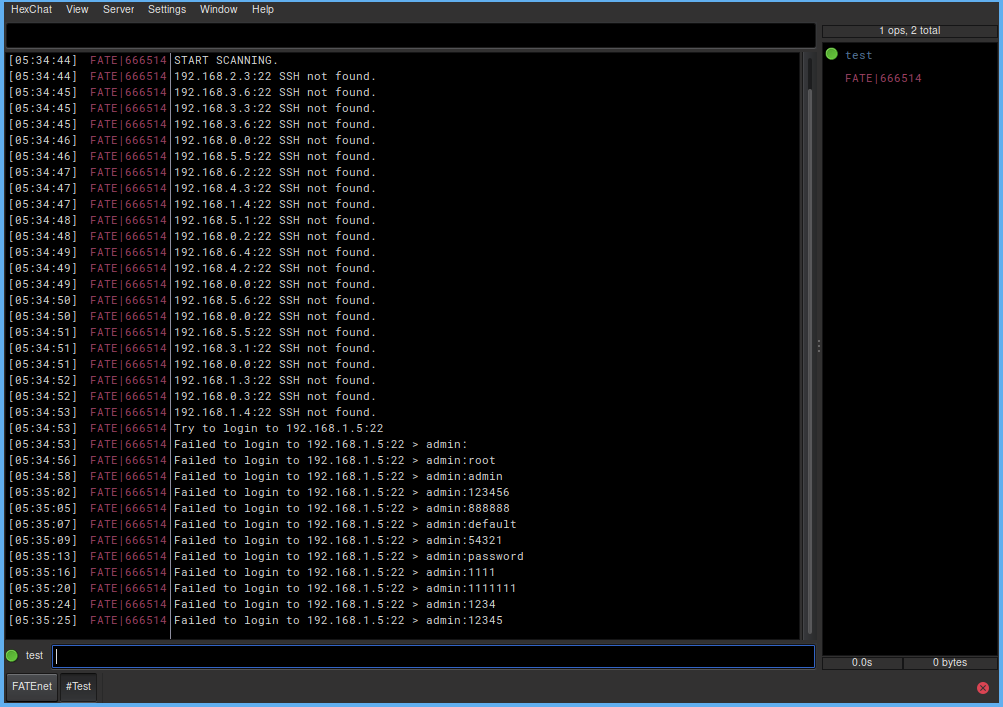 HexChat View Server Settings Window Help
1 ops, 2 total
test
FATE|666514
[05:34:44] FATE|666514 START SCANNING.
[05:34:44] FATE|666514 192.168.2.3:22 SSH not found.
[05:34:45] FATE|666514 192.168.3.6:22 SSH not found.
[05:34:45] FATE|666514 192.168.3.3:22 SSH not found.
[05:34:45] FATE|666514 192.168.3.6:22 SSH not found.
[05:34:46] FATE|666514 192.168.0.0:22 SSH not found.
[05:34:46] FATE|666514 192.168.5.5:22 SSH not found.
[05:34:47] FATE|666514 192.168.6.2:22 SSH not found.
[05:34:47] FATE|666514 192.168.4.3:22 SSH not found.
[05:34:47] FATE|666514 192.168.1.4:22 SSH not found.
[05:34:48] FATE|666514 192.168.5.1:22 SSH not found.
[05:34:48] FATE|666514 192.168.0.2:22 SSH not found.
[05:34:49] FATE|666514 192.168.6.4:22 SSH not found.
[05:34:49] FATE|666514 192.168.4.2:22 SSH not found.
[05:34:49] FATE|666514 192.168.0.0:22 SSH not found.
[05:34:50] FATE|666514 192.168.5.6:22 SSH not found.
[05:34:50] FATE|666514 192.168.0.0:22 SSH not found.
[05:34:51] FATE|666514 192.168.5.5:22 SSH not found.
[05:34:51] FATE|666514 192.168.3.1:22 SSH not found.
[05:34:51] FATE|666514 192.168.0.0:22 SSH not found.
[05:34:52] FATE|666514 192.168.1.3:22 SSH not found.
[05:34:52] FATE|666514 192.168.0.3:22 SSH not found.
[05:34:53] FATE|666514 192.168.1.4:22 SSH not found.
[05:34:53] FATE|666514 Try to login to 192.168.1.5:22
[05:34:53] FATE|666514 Failed to login to 192.168.1.5:22 > admin:
[05:34:56] FATE|666514 Failed to login to 192.168.1.5:22 > admin:root
[05:34:58] FATE|666514 Failed to login to 192.168.1.5:22 > admin:admin
[05:35:02] FATE|666514 Failed to login to 192.168.1.5:22 > admin:123456
[05:35:05] FATE|666514 Failed to login to 192.168.1.5:22 > admin:888888
[05:35:07] FATE|666514 Failed to login to 192.168.1.5:22 > admin:default
[05:35:09] FATE|666514 Failed to login to 192.168.1.5:22 > admin:54321
[05:35:13] FATE|666514 Failed to login to 192.168.1.5:22 > admin:password
[05:35:16] FATE|666514 Failed to login to 192.168.1.5:22 > admin:1111
[05:35:20] FATE|666514 Failed to login to 192.168.1.5:22 > admin:1111111
[05:35:24] FATE|666514 Failed to login to 192.168.1.5:22 > admin:1234
[05:35:25] FATE|666514 Failed to login to 192.168.1.5:22 > admin:12345
test
0.0s 0 bytes
FATEnet #Test